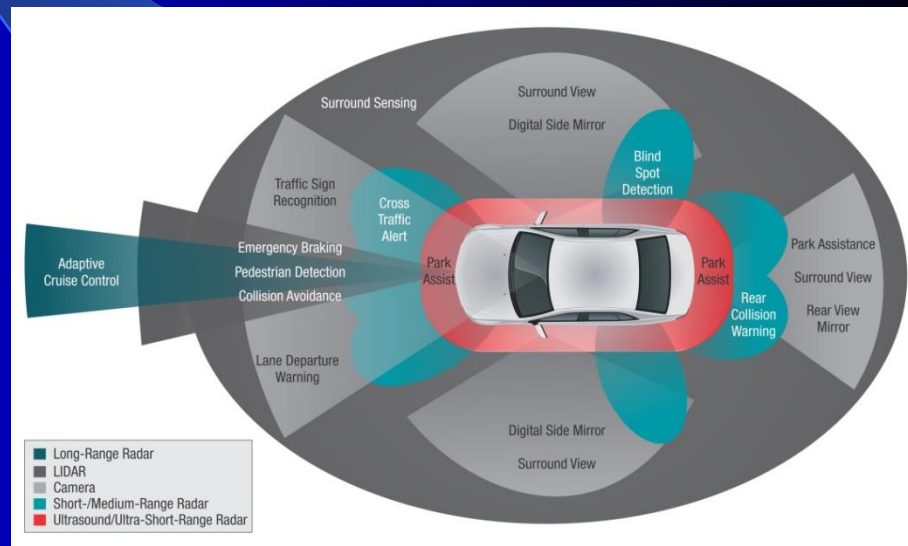 Surround Sensing
Surround View
Digital Side Mirror
Blind
Spot
Detection
Traffic Sign
Recognition
Cross
Traffic
Alert
Emergency Braking
Pedestrian Detection
Collision Avoidance
Adaptive
Cruise Control
Park
Assist
Park
Assist
Park Assistance
Surround View
Rear View
Mirror
Rear
Collision
Warning
Lane Departure
Warning
Digital Side Mirror
Surround View
Long-Range Radar
LIDAR
Camera
Short-/Medium-Range Radar
Ultrasound/Ultra-Short-Range Radar